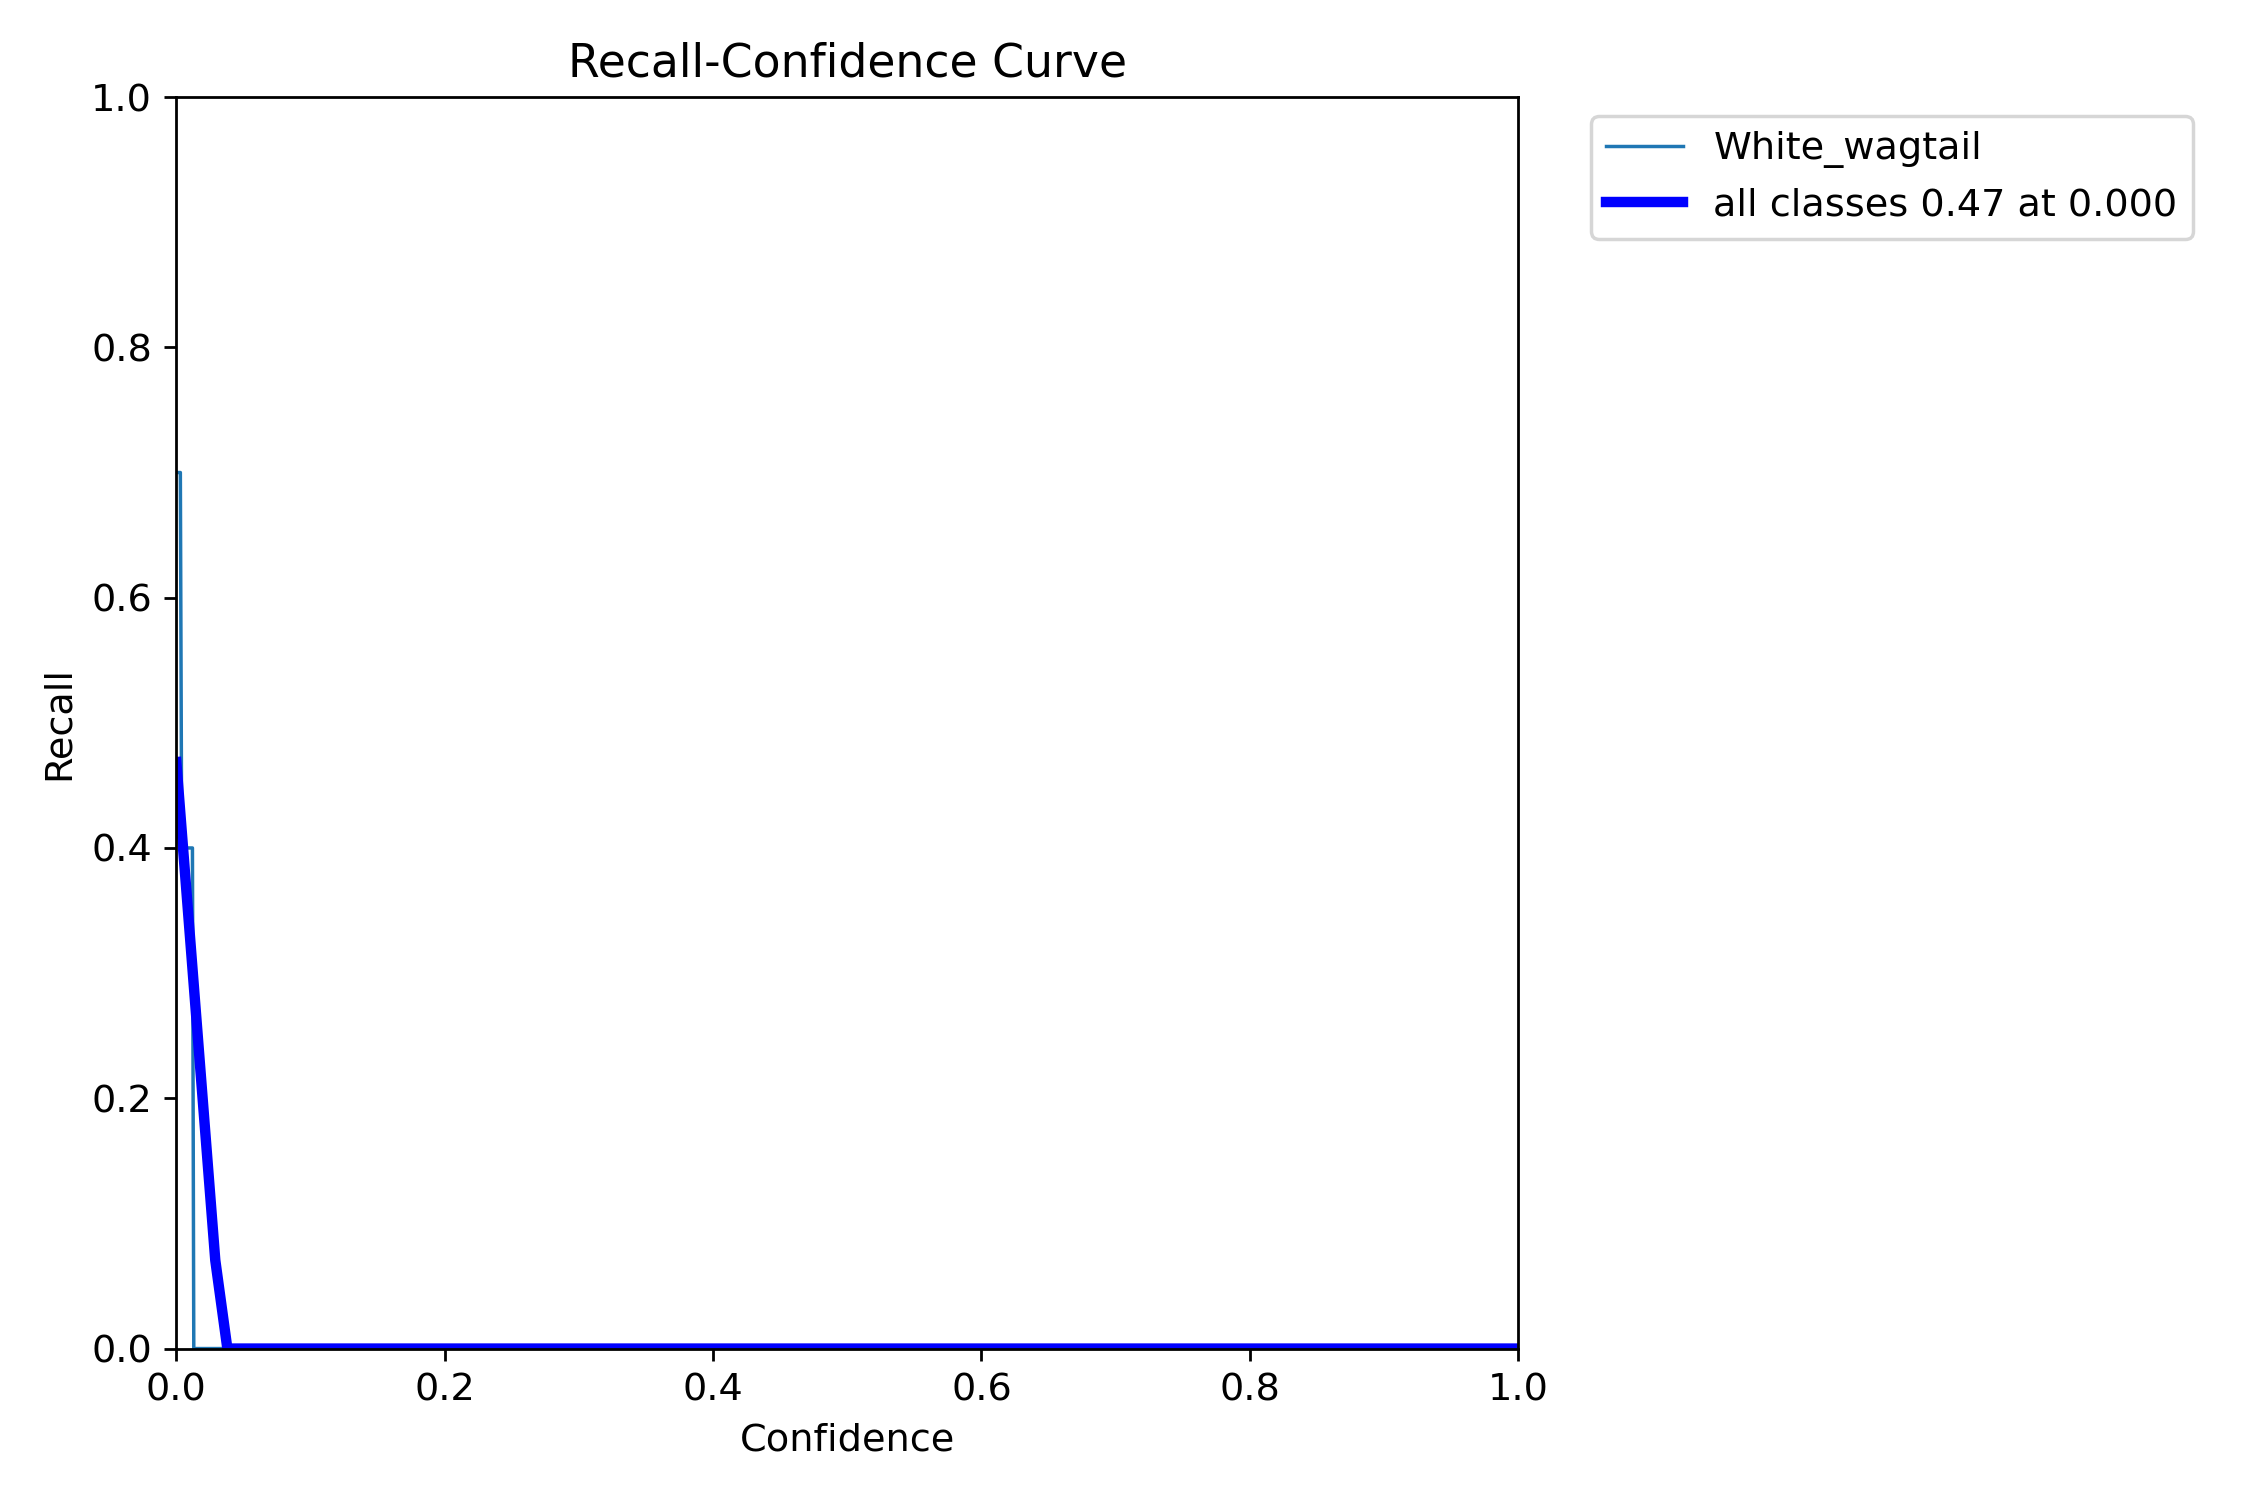 Recall-Confidence Curve
1.0
0.8
0.6
0.4
0.2
0.0
Recall
0.0 0.2 0.4 0.6 0.8 1.0
Confidence
White_wagtail
all classes 0.47 at 0.000